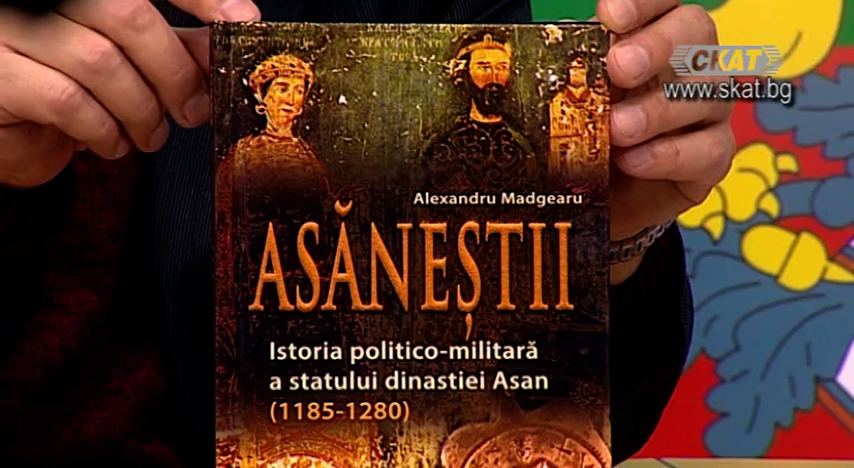 СКАТ
www.skat.bg
Alexandru Madgearu
ASĂNEȘTII
Istoria politico-militară
a statului dinastiei Asan
(1185-1280)